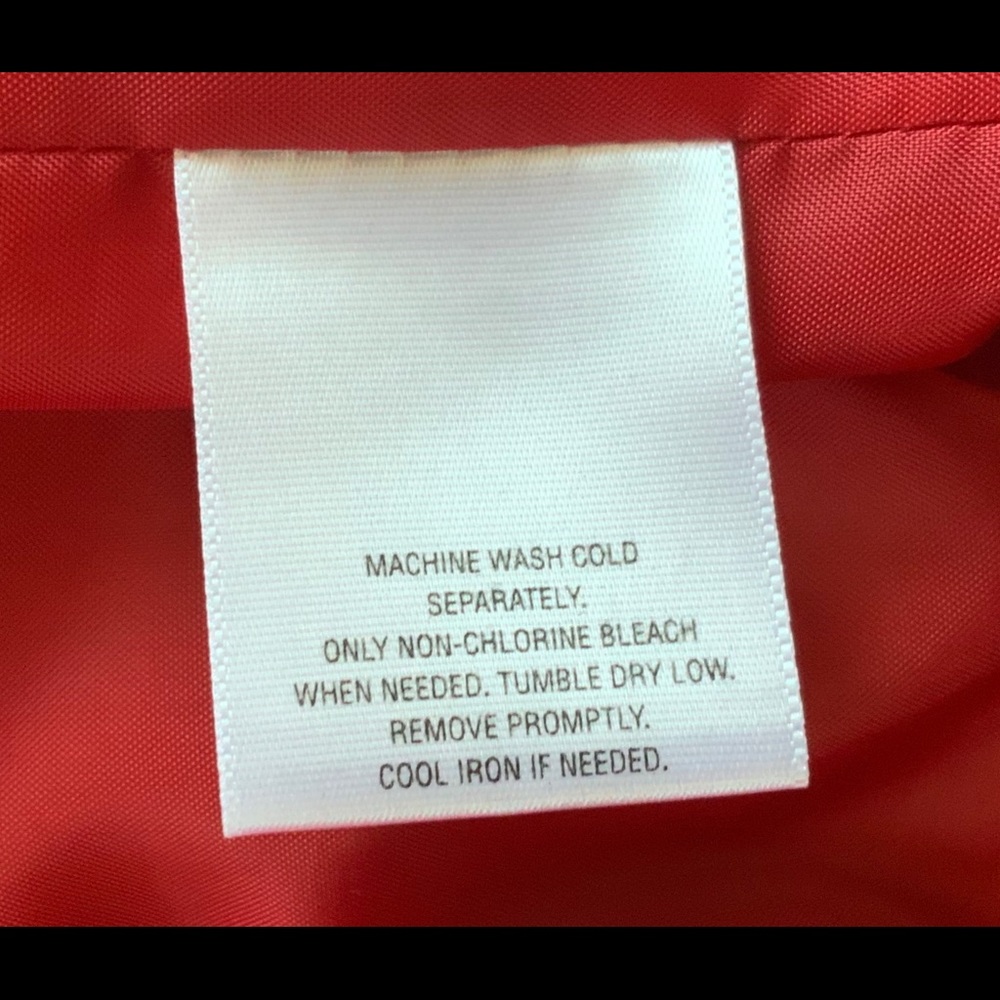 MACHINE WASH COLD
SEPARATELY.
ONLY NON-CHLORINE BLEACH
WHEN NEEDED. TUMBLE DRY LOW.
REMOVE PROMPTLY.
COOL IRON IF NEEDED.